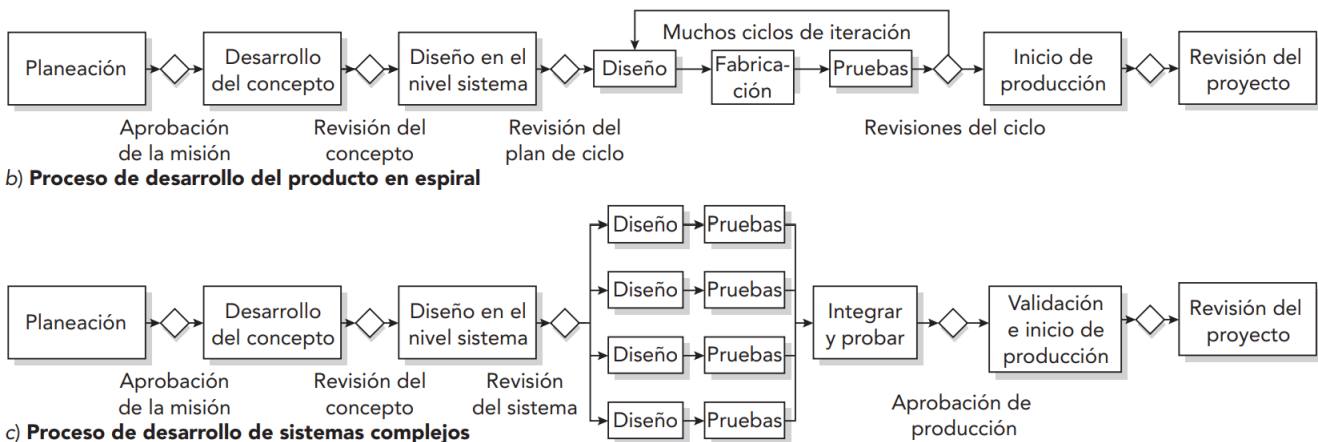 Muchos ciclos de iteración
Planeación
Desarrollo
del concepto
Diseño en el
nivel sistema
Diseño
Fabrica-
ción
Pruebas
Inicio de
producción
Revisión del
proyecto
Aprobación
de la misión
Revisión del
concepto
Revisión del
plan de ciclo
Revisiones del ciclo
b) Proceso de desarrollo del producto en espiral
Diseño
Pruebas
Diseño
Pruebas
Diseño
Pruebas
Diseño
Pruebas
Planeación
Desarrollo
del concepto
Diseño en el
nivel sistema
Integrar
y probar
Validación
e inicio de
producción
Revisión del
proyecto
Aprobación
de la misión
Revisión del
concepto
Revisión
del sistema
Aprobación de
producción
c) Proceso de desarrollo de sistemas complejos